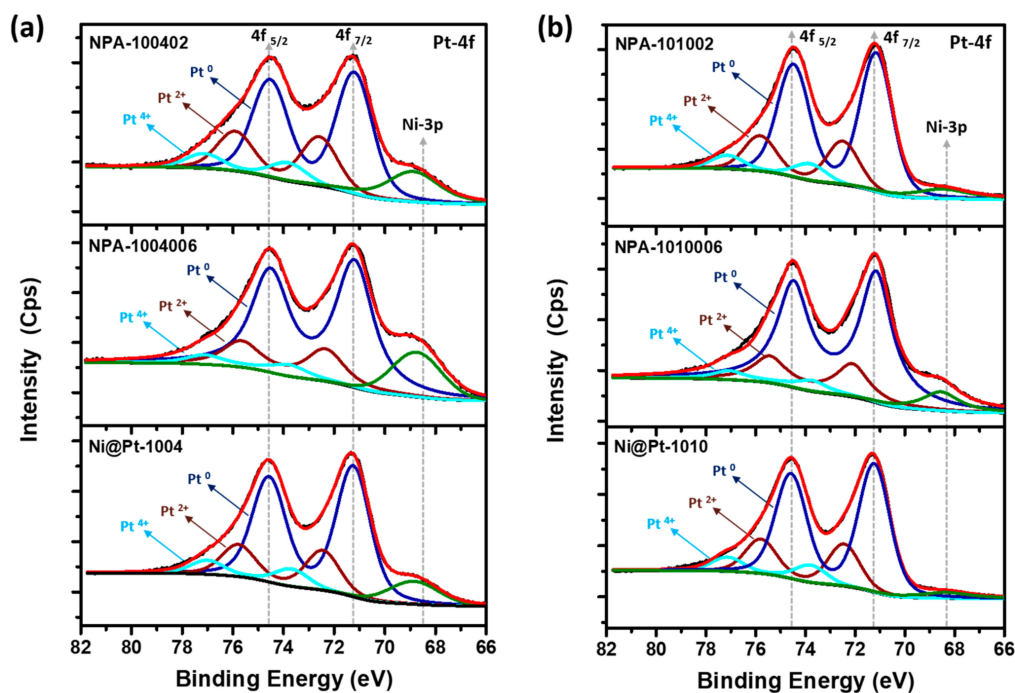 (a)
NPA-100402
4f 5/2
4f 7/2
Pt-4f
Pt 0
Pt 2+
Pt 4+
Ni-3p
NPA-1004006
Pt 0
Pt 2+
Pt 4+
Ni@Pt-1004
Pt 0
Pt 2+
Pt 4+
Intensity (Cps)
82 80 78 76 74 72 70 68 66
Binding Energy (eV)
(b)
NPA-101002
4f 5/2
4f 7/2
Pt-4f
Pt 0
Pt 2+
Pt 4+
Ni-3p
NPA-1010006
Pt 0
Pt 2+
Pt 4+
Ni@Pt-1010
Pt 0
Pt 2+
Pt 4+
Intensity (Cps)
82 80 78 76 74 72 70 68 66
Binding Energy (eV)